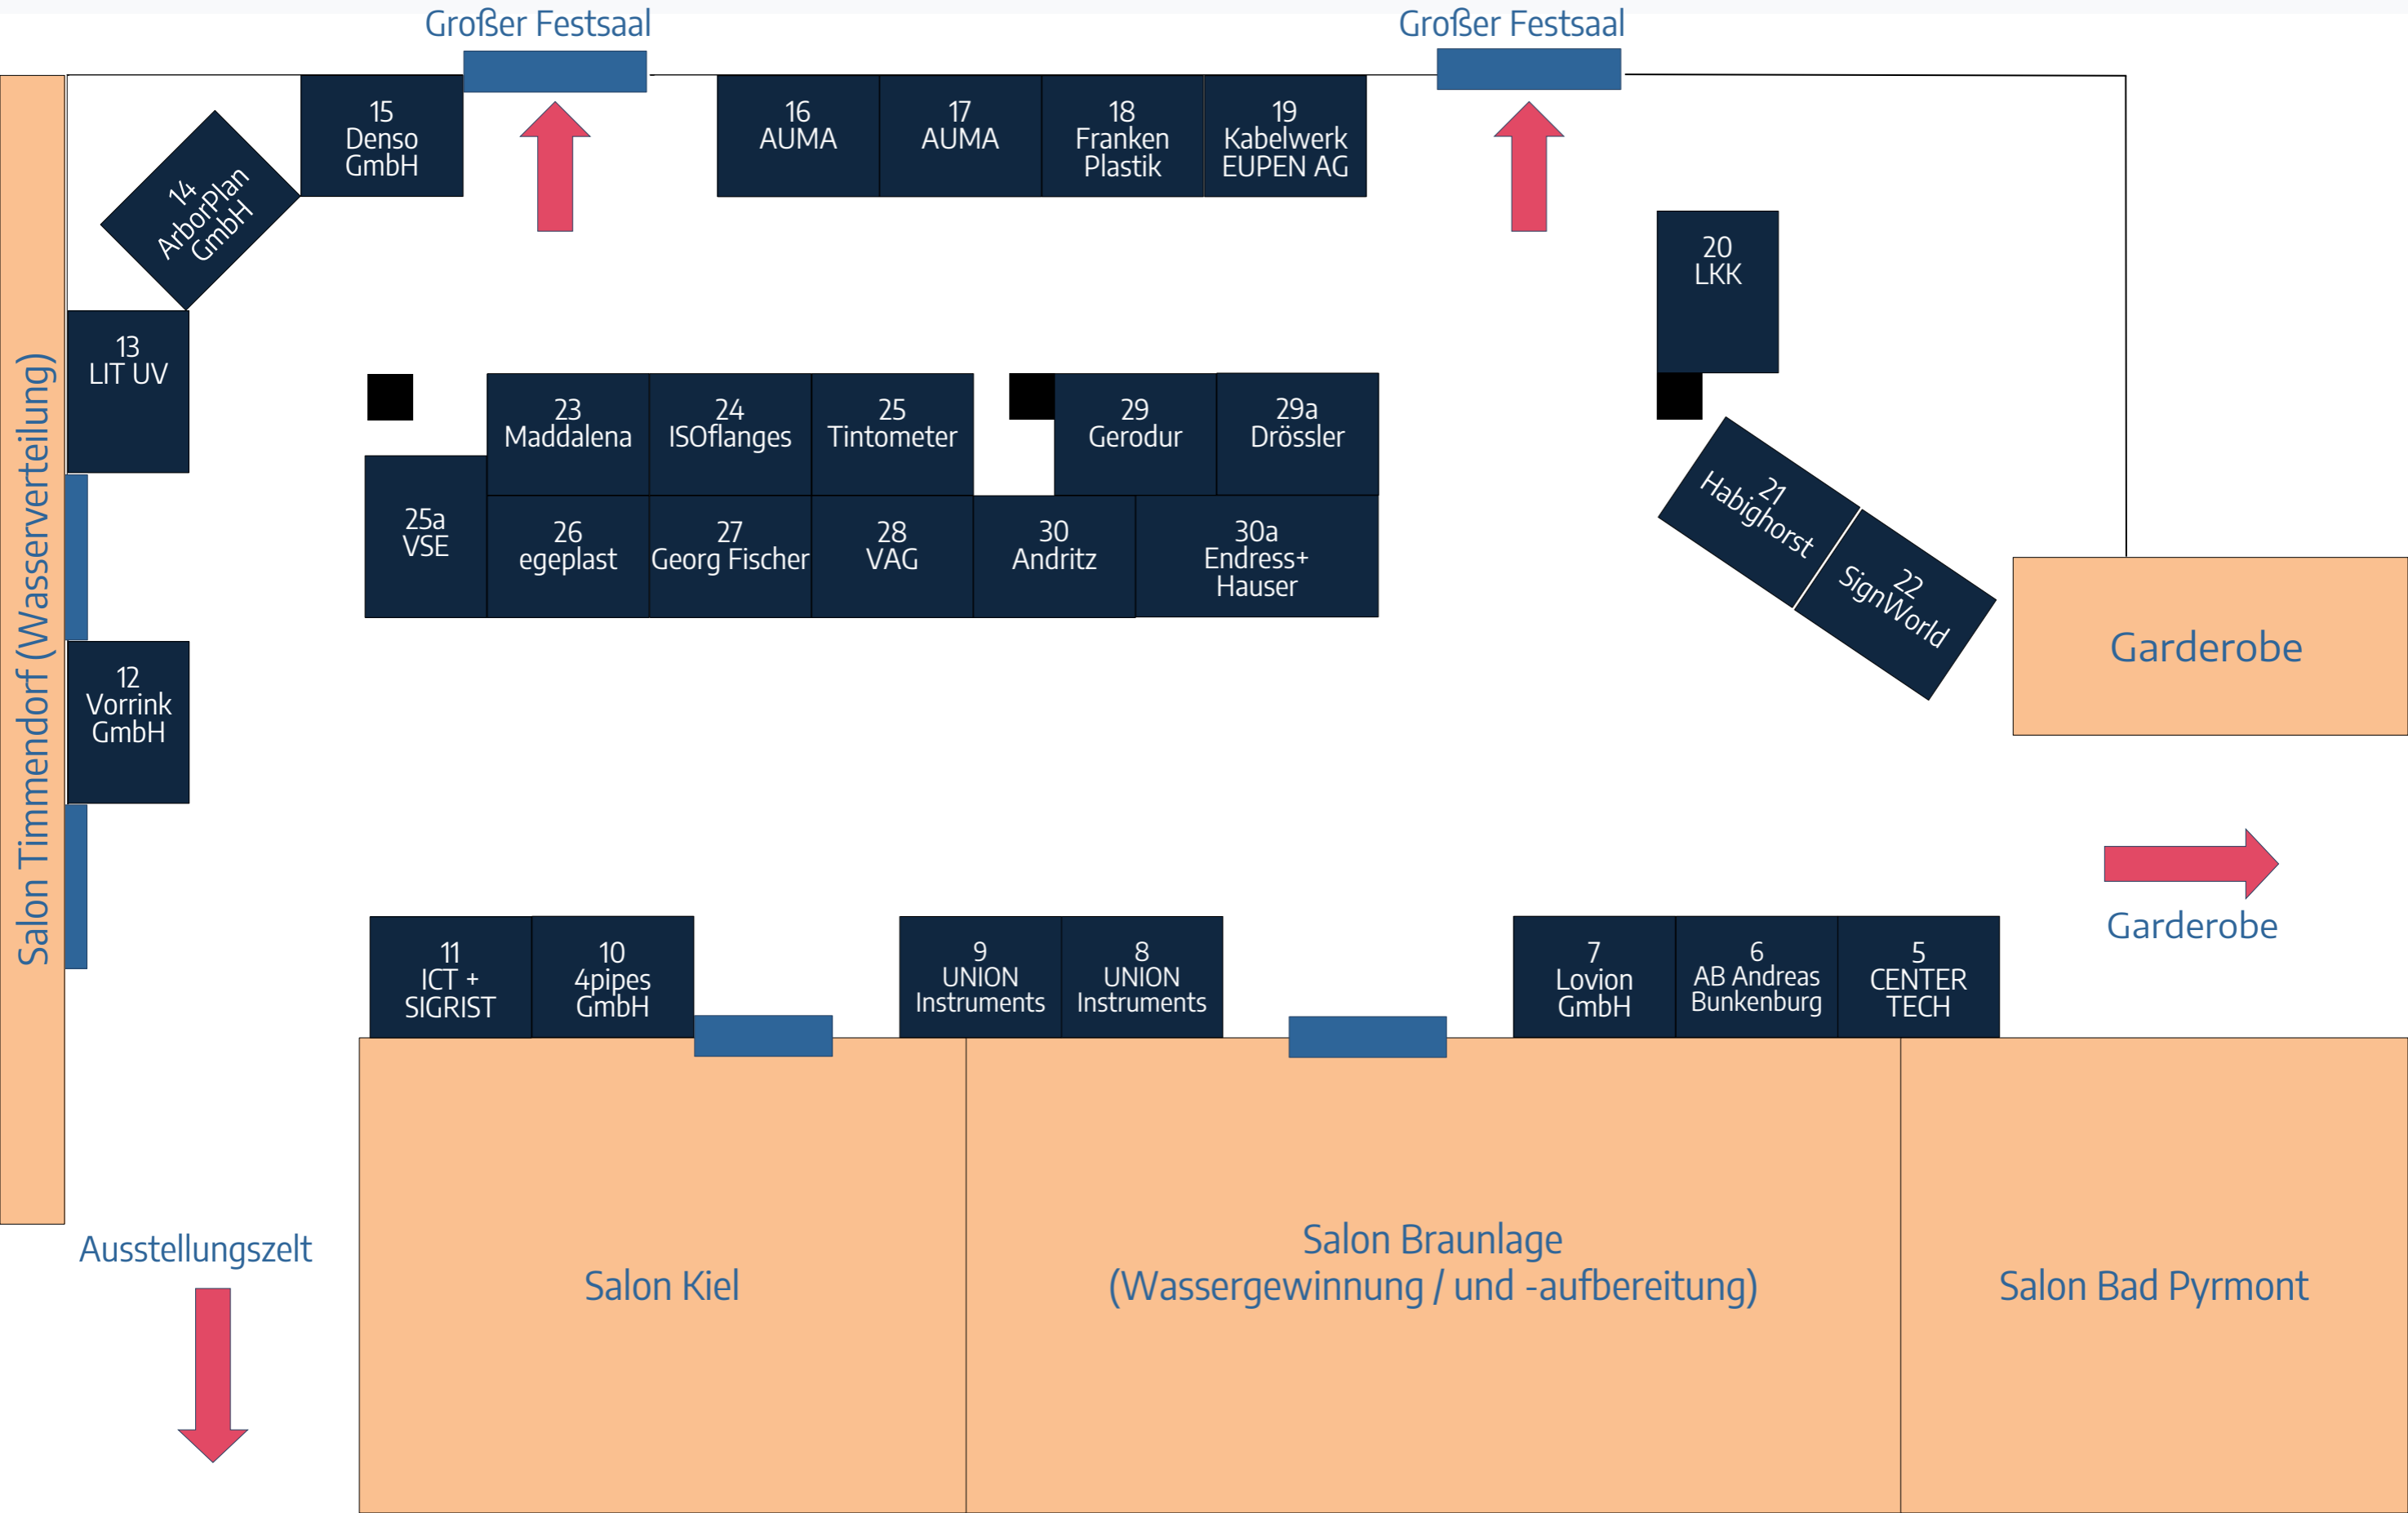 Großer Festsaal
Großer Festsaal
15
Denso
GmbH
16
AUMA
17
AUMA
18
Franken
Plastik
19
Kabelwerk
EUPEN AG
14
ArborPlan
GmbH
20
LKK
13
LIT UV
23
Maddalena
24
ISOflanges
25
Tintometer
29
Gerodur
29a
Drössler
21
Habighorst
22
SignWorld
25a
VSE
26
egeplast
27
Georg Fischer
28
VAG
30
Andritz
30a
Endress+
Hauser
Garderobe
Salon Timmendorf (Wasserverteilung)
12
Vorrink
GmbH
Garderobe
11
ICT +
SIGRIST
10
4pipes
GmbH
9
UNION
Instruments
8
UNION
Instruments
7
Lovion
GmbH
6
AB Andreas
Bunkenburg
5
CENTER
TECH
Ausstellungszelt
Salon Kiel
Salon Braunlage
(Wassergewinnung / und -aufbereitung)
Salon Bad Pyrmont